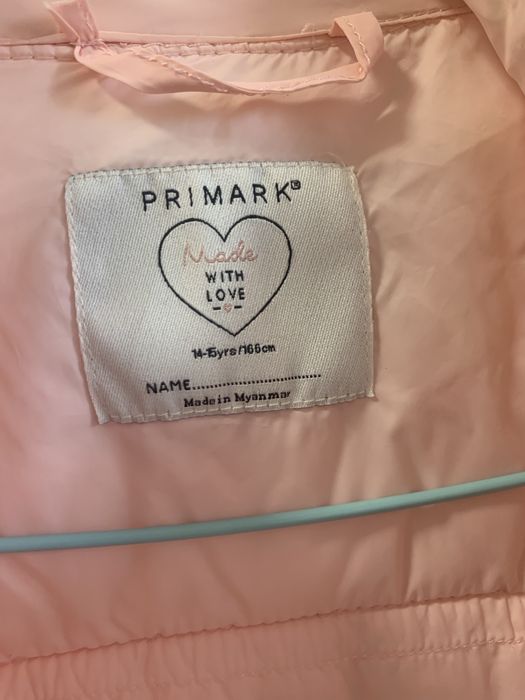 PRIMARK®
Made
WITH
LOVE
14-15yrs/166cm
NAME................................
Made in Myanmar